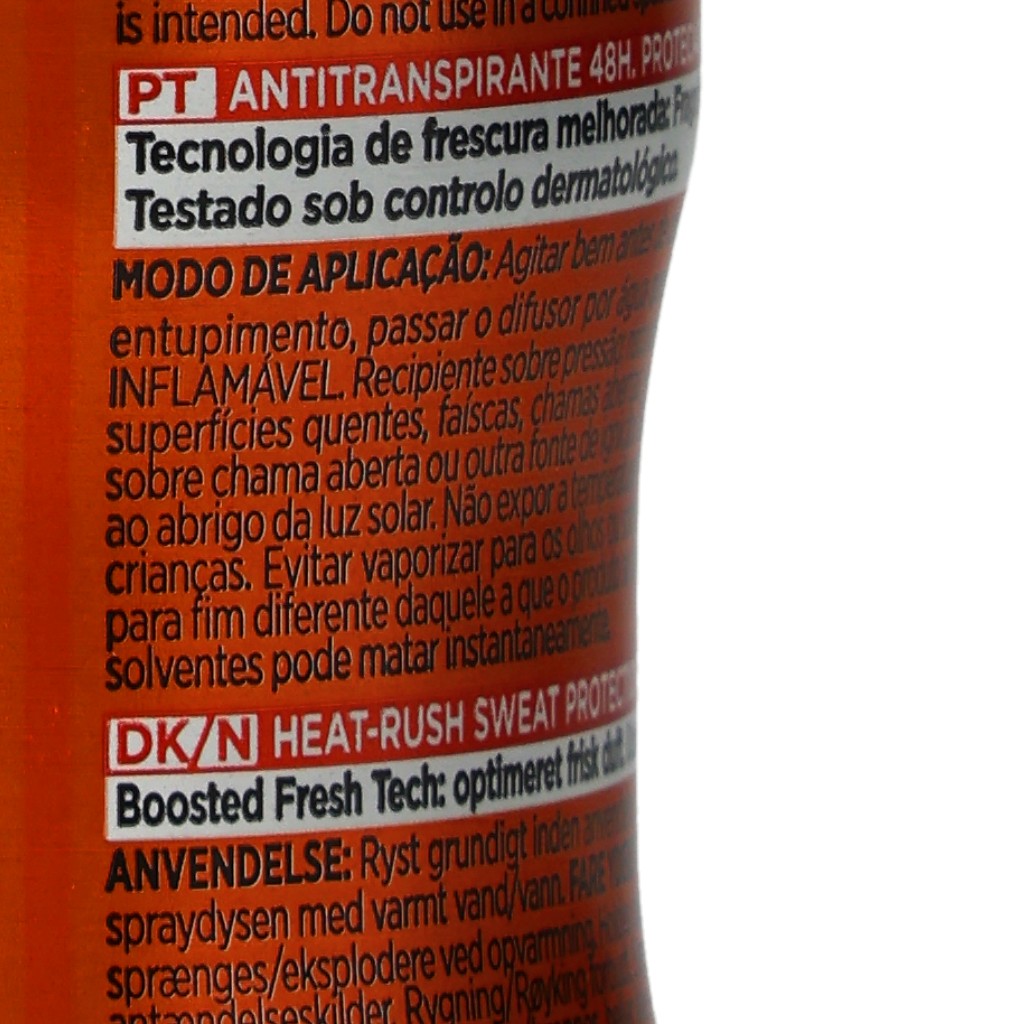 is intended. Do not use in a confined
PT ANTITRANSPIRANTE 48H.
Tecnologia de frescura melhorada:
Testado sob controlo dermatológico.
MODO DE APLICAÇÃO: Agitar bem antes
entupimento, passar o difusor por água
INFLAMÁVEL. Recipiente sobre pressão
superfícies quentes, faíscas, chamas
sobre chama aberta ou outra fonte de
ao abrigo da luz solar. Não expor a
crianças. Evitar vaporizar para os olhos
para fim diferente daquele a que o produto
solventes pode matar instantaneamente.
DK/N HEAT-RUSH SWEAT
Boosted Fresh Tech: optimeret frisk duft.
ANVENDELSE: Ryst grundigt inden
spraydysen med varmt vand/vann. FARE
sprænges/eksplodere ved opvarmning.
antændelseskilder. Rygning/Røyking